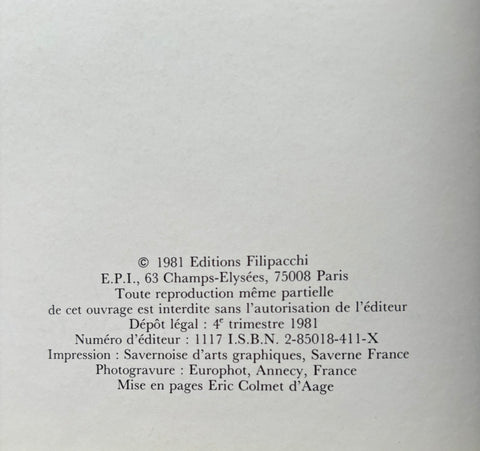 © 1981 Editions Filipacchi
E.P.I., 63 Champs-Elysées, 75008 Paris
Toute reproduction même partielle
de cet ouvrage est interdite sans l'autorisation de l'éditeur
Dépôt légal : 4e trimestre 1981
Numéro d'éditeur : 1117 I.S.B.N. 2-85018-411-X
Impression : Savernoise d'arts graphiques, Saverne France
Photogravure : Europhot, Annecy, France
Mise en pages Eric Colmet d'Aage